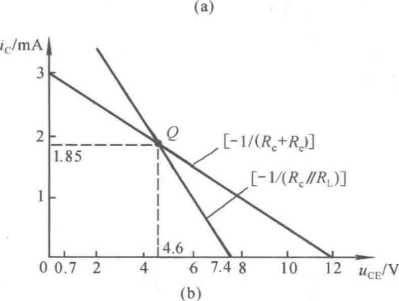 (a)
i_C/mA
3
2
1.85
1
Q
[-1/(R_c+R_e)]
[-1/(R_c//R_L)]
4.6
0 0.7 2 4 6 7.4 8 10 12 u_CE/V
(b)